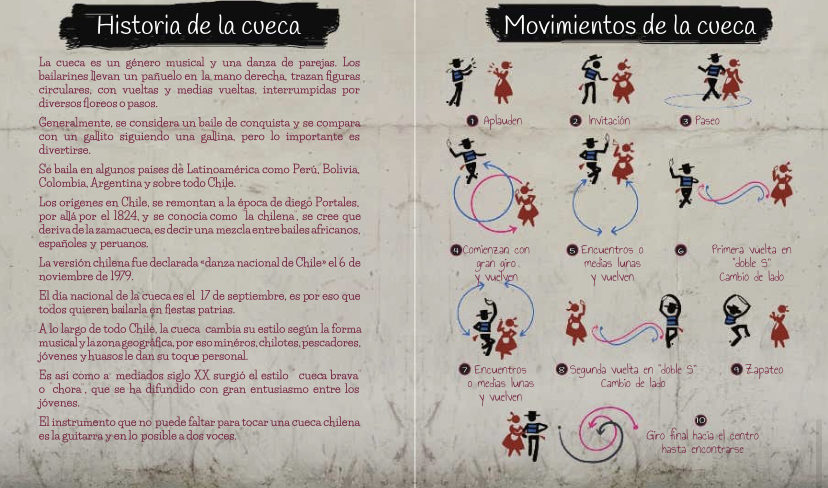 Historia de la cueca
La cueca es un género musical y una danza de parejas. Los
bailarines llevan un pañuelo en la mano derecha, trazan figuras
circulares, con vueltas y medias vueltas, interrumpidas por
diversos floreos o pasos.
Generalmente, se considera un baile de conquista y se compara
con un gallito siguiendo una gallina, pero lo importante es
divertirse.
Se baila en algunos países de Latinoamérica como Perú, Bolivia,
Colombia, Argentina y sobre todo Chile.
Los orígenes en Chile, se remontan a la época de diego Portales,
por allá por el 1824, y se conocía como "la chilena", se cree que
deriva de la zamacueca, es decir una mezcla entre bailes africanos,
españoles y peruanos.
La versión chilena fue declarada «danza nacional de Chile» el 6 de
noviembre de 1979.
El día nacional de la cueca es el 17 de septiembre, es por eso que
todos quieren bailarla en fiestas patrias.
A lo largo de todo Chile, la cueca cambia su estilo según la forma
musical y la zona geográfica, por eso mineros, chilotes, pescadores,
jóvenes y huasos le dan su toque personal.
Es así como a mediados siglo XX surgió el estilo "cueca brava"
o "chora", que se ha difundido con gran entusiasmo entre los
jóvenes.
El instrumento que no puede faltar para tocar una cueca chilena
es la guitarra y en lo posible a dos voces.
Movimientos de la cueca
1 Aplauden
2 Invitación
3 Paseo
4 Comienzan con
gran giro
y vuelven
5 Encuentros o
medias lunas
y vuelven
6 Primera vuelta en
"doble S"
Cambio de lado
7 Encuentros
o medias lunas
y vuelven
8 Segunda vuelta en "doble S"
Cambio de lado
9 Zapateo
10
Giro final hacia el centro
hasta encontrarse